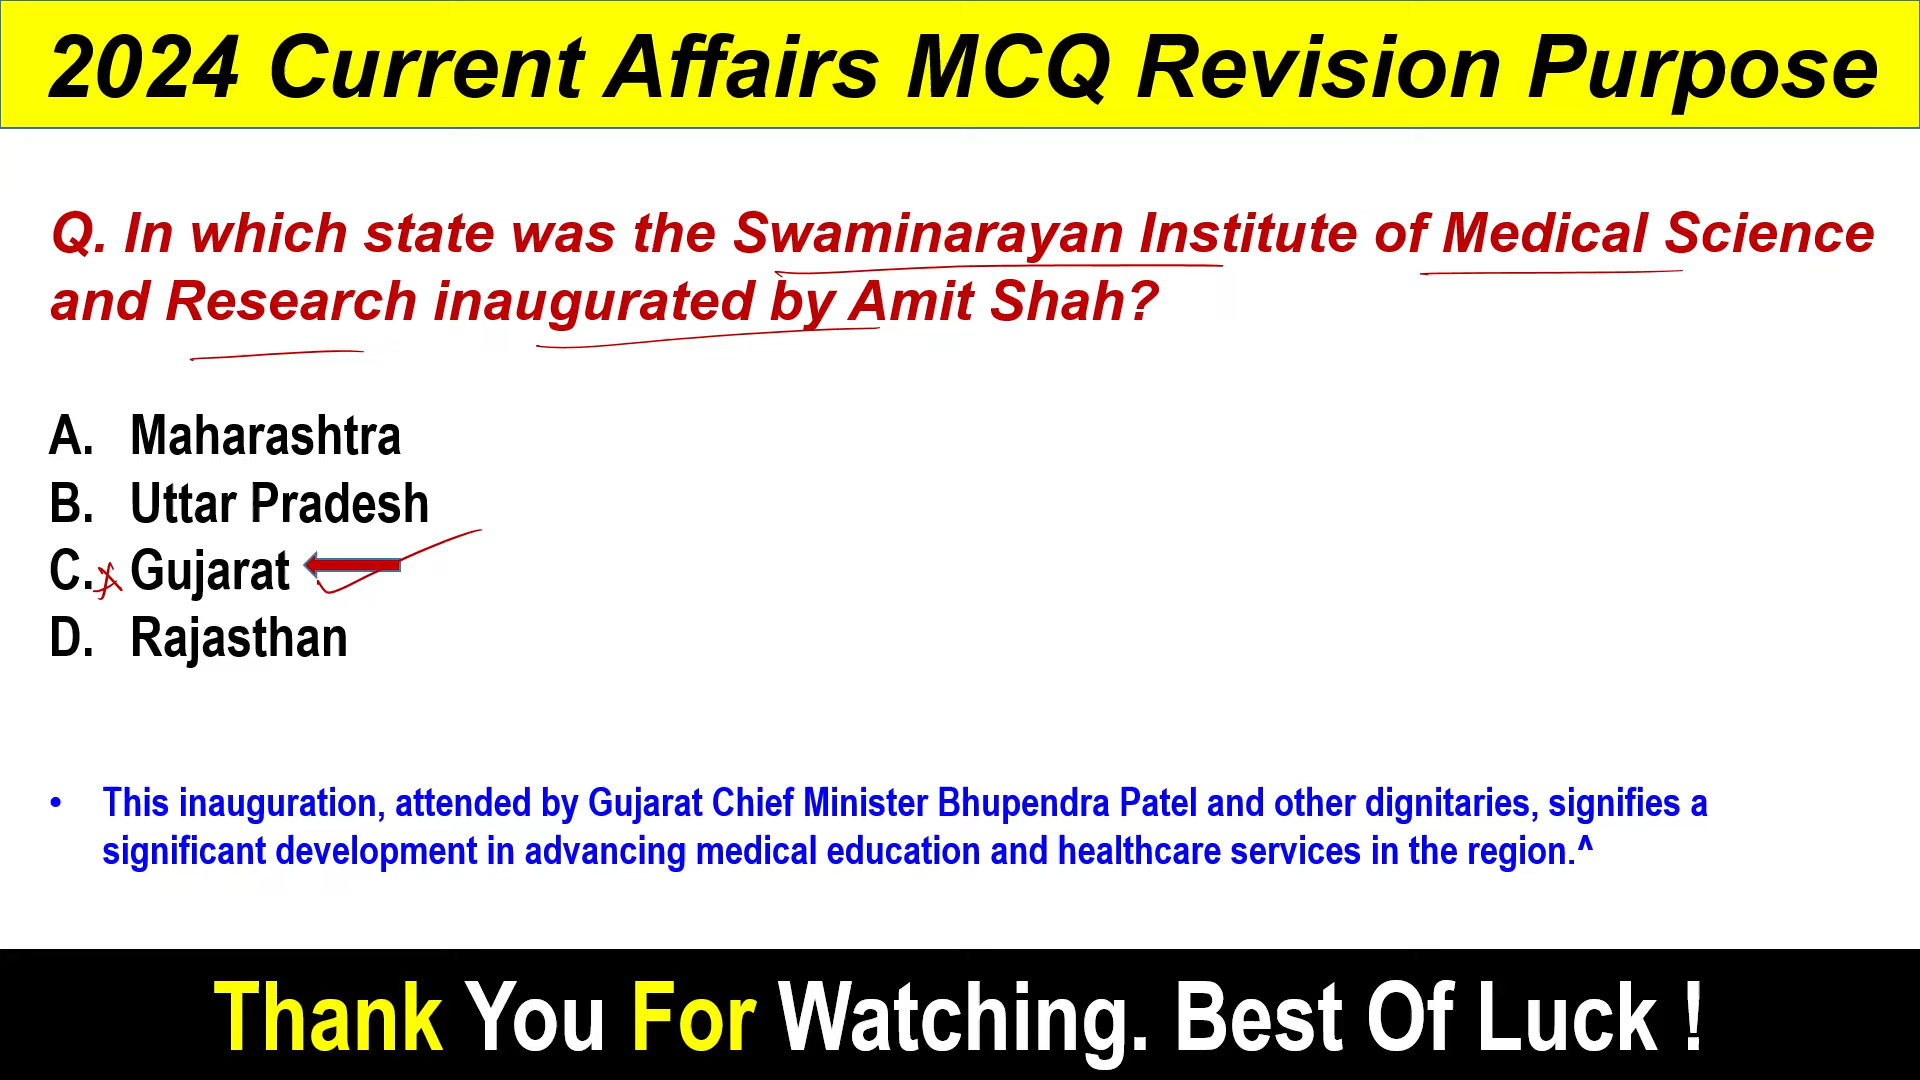 2024 Current Affairs MCQ Revision Purpose
Q. In which state was the Swaminarayan Institute of Medical Science
and Research inaugurated by Amit Shah?
A. Maharashtra
B. Uttar Pradesh
C. Gujarat
D. Rajasthan
• This inauguration, attended by Gujarat Chief Minister Bhupendra Patel and other dignitaries, signifies a
significant development in advancing medical education and healthcare services in the region.^
Thank You For Watching. Best Of Luck !